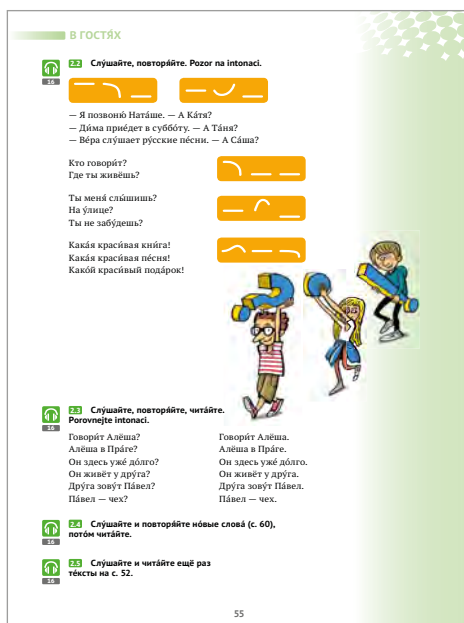 В ГОСТЯ́Х
2.2 Слу́шайте, повторя́йте. Pozor na intonaci.
16
— Я позвоню́ Ната́ше. — А Ка́тя?
— Ди́ма прие́дет в суббо́ту. — А Та́ня?
— Ве́ра слу́шает ру́сские пе́сни. — А Са́ша?
Кто говори́т?
Где ты живёшь?
Ты меня́ слы́шишь?
На у́лице?
Ты не забу́дешь?
Кака́я краси́вая кни́га!
Кака́я краси́вая пе́сня!
Како́й краси́вый пода́рок!
2.3 Слу́шайте, повторя́йте, чита́йте.
Porovnejte intonaci.
16
Говори́т Алёша?
Алёша в Пра́ге?
Он здесь уже́ до́лго?
Он живёт у дру́га?
Дру́га зову́т Па́вел?
Па́вел — чех?
Говори́т Алёша.
Алёша в Пра́ге.
Он здесь уже́ до́лго.
Он живёт у дру́га.
Дру́га зову́т Па́вел.
Па́вел — чех.
2.4 Слу́шайте и повторя́йте но́вые слова́ (с. 60),
пото́м чита́йте.
16
2.5 Слу́шайте и чита́йте ещё раз
те́ксты на с. 52.
16
55